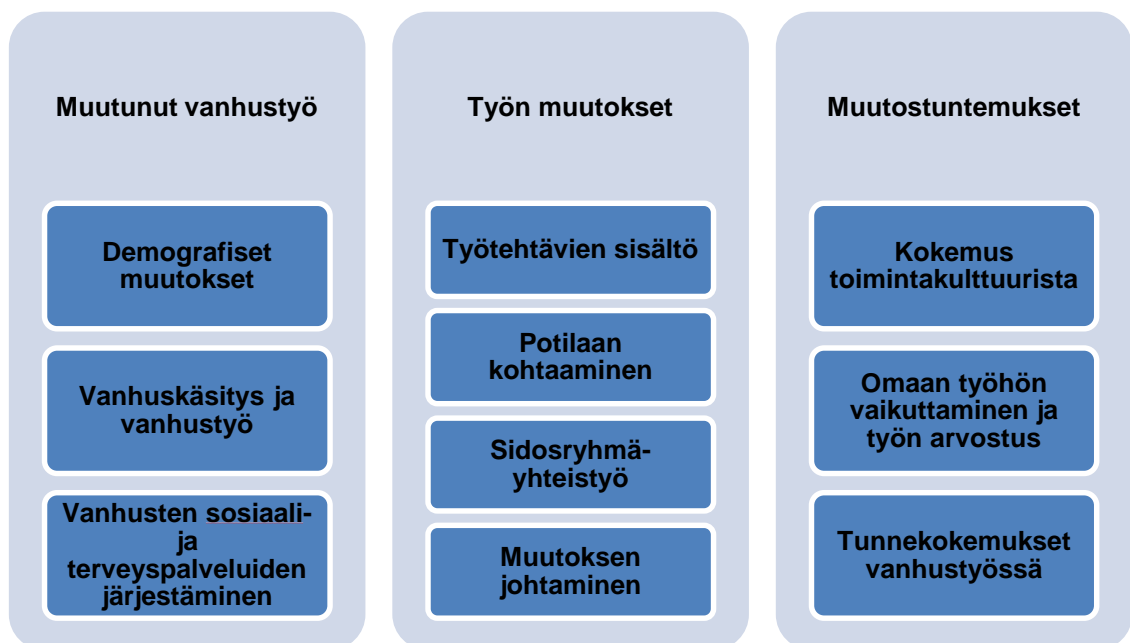 Muutunut vanhustyö
Demografiset
muutokset
Vanhuskäsitys ja
vanhustyö
Vanhusten sosiaali-
ja
terveyspalveluiden
järjestäminen
Työn muutokset
Työtehtävien sisältö
Potilaan
kohtaaminen
Sidosryhmä-
yhteistyö
Muutoksen
johtaminen
Muutostuntemukset
Kokemus
toimintakulttuurista
Omaan työhön
vaikuttaminen ja
työn arvostus
Tunnekokemukset
vanhustyössä